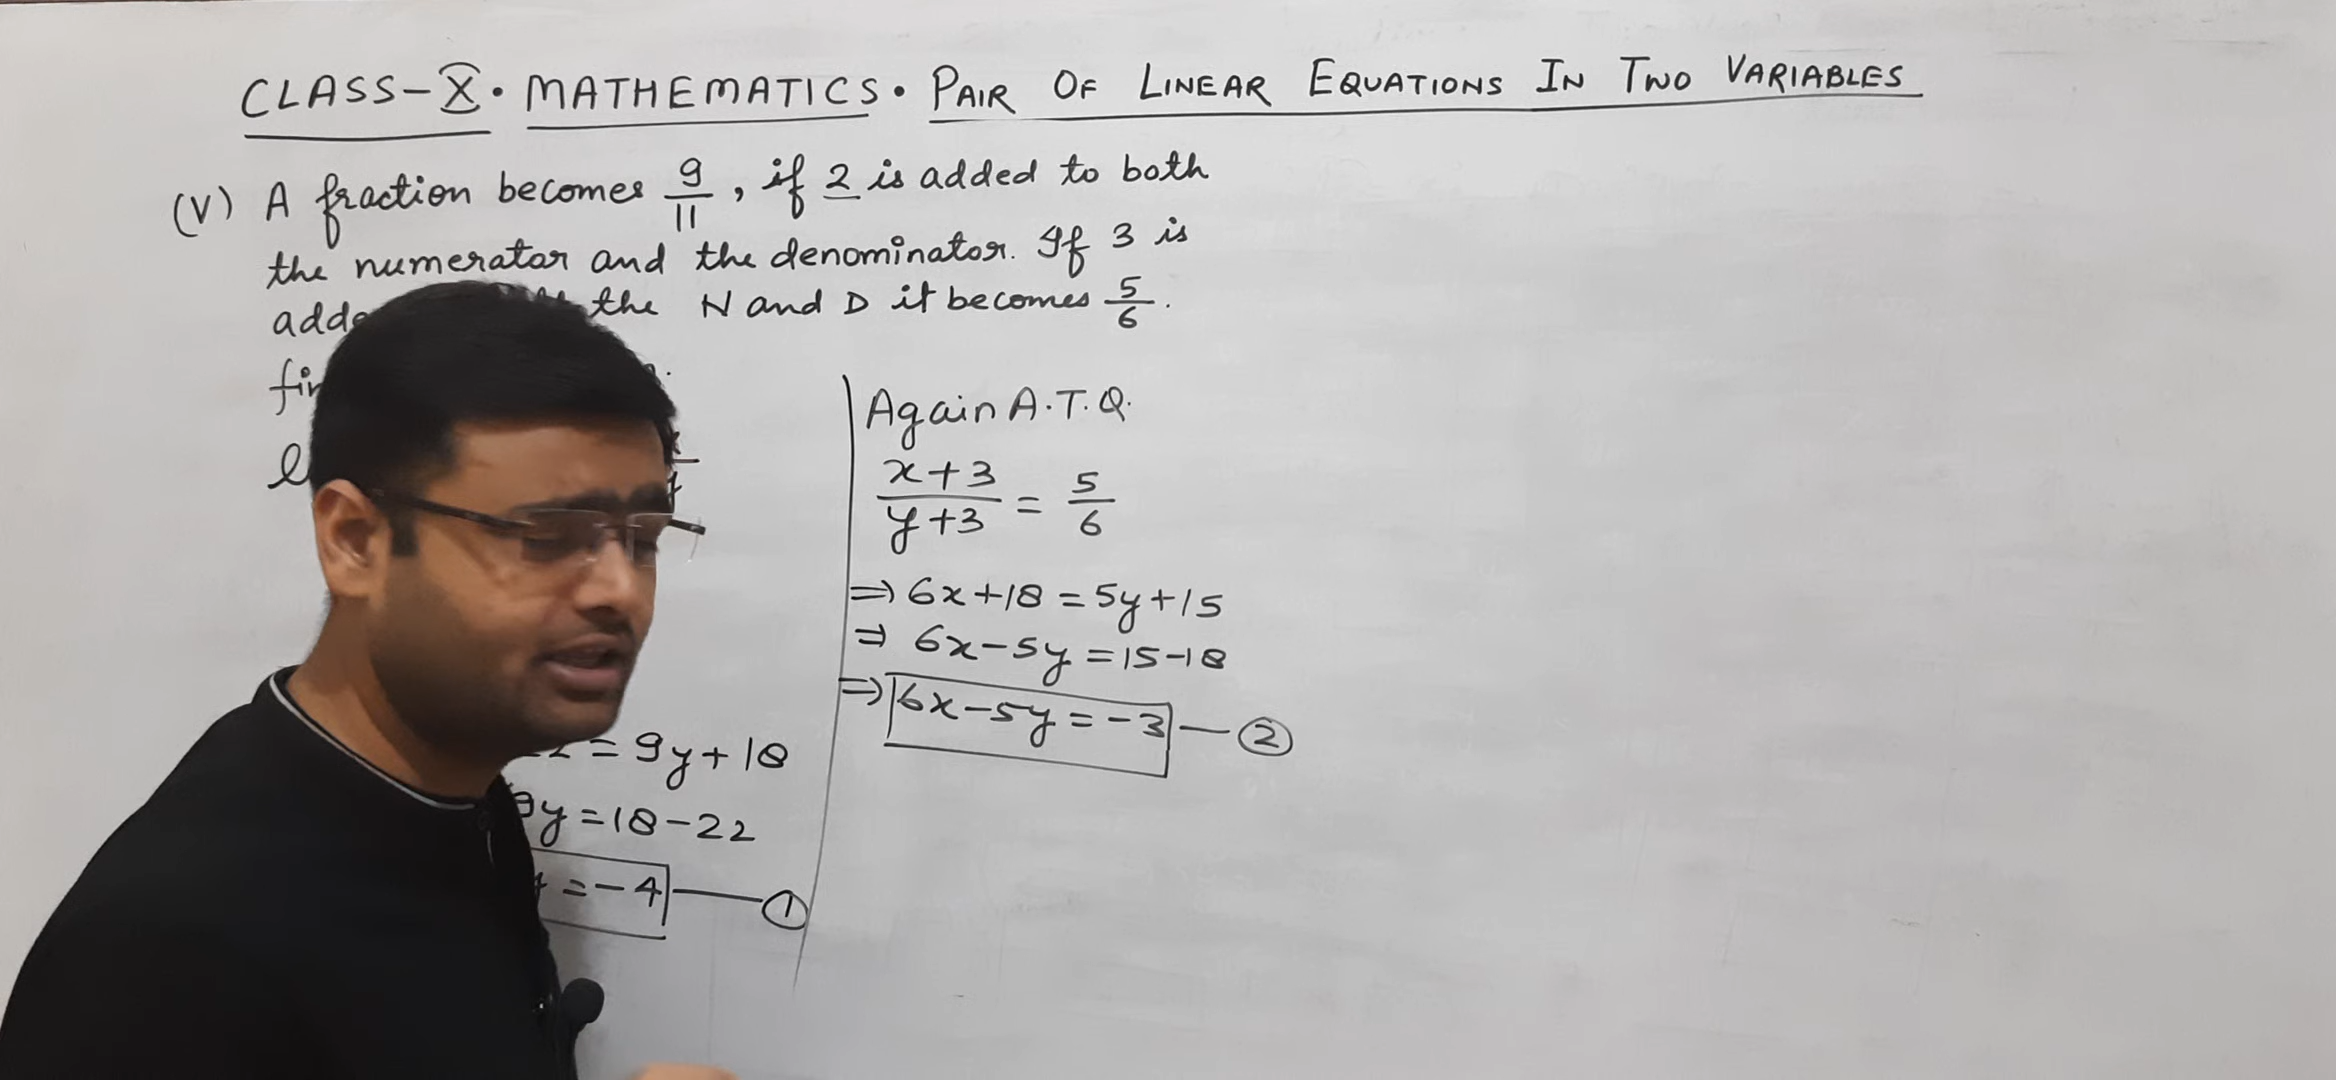 CLASS-X • MATHEMATICS • PAIR OF LINEAR EQUATIONS IN TWO VARIABLES
(V) A fraction becomes 9/11, if 2 is added to both
the numerator and the denominator. If 3 is
the N and D it becomes 5/6.
Again A.T.Q.
x+3/y+3 = 5/6
⇒ 6x+18 = 5y+15
⇒ 6x-5y = 15-18
⇒ 6x-5y = -3 — ②
= 9y+18
9y = 18-22
= -4 — ①